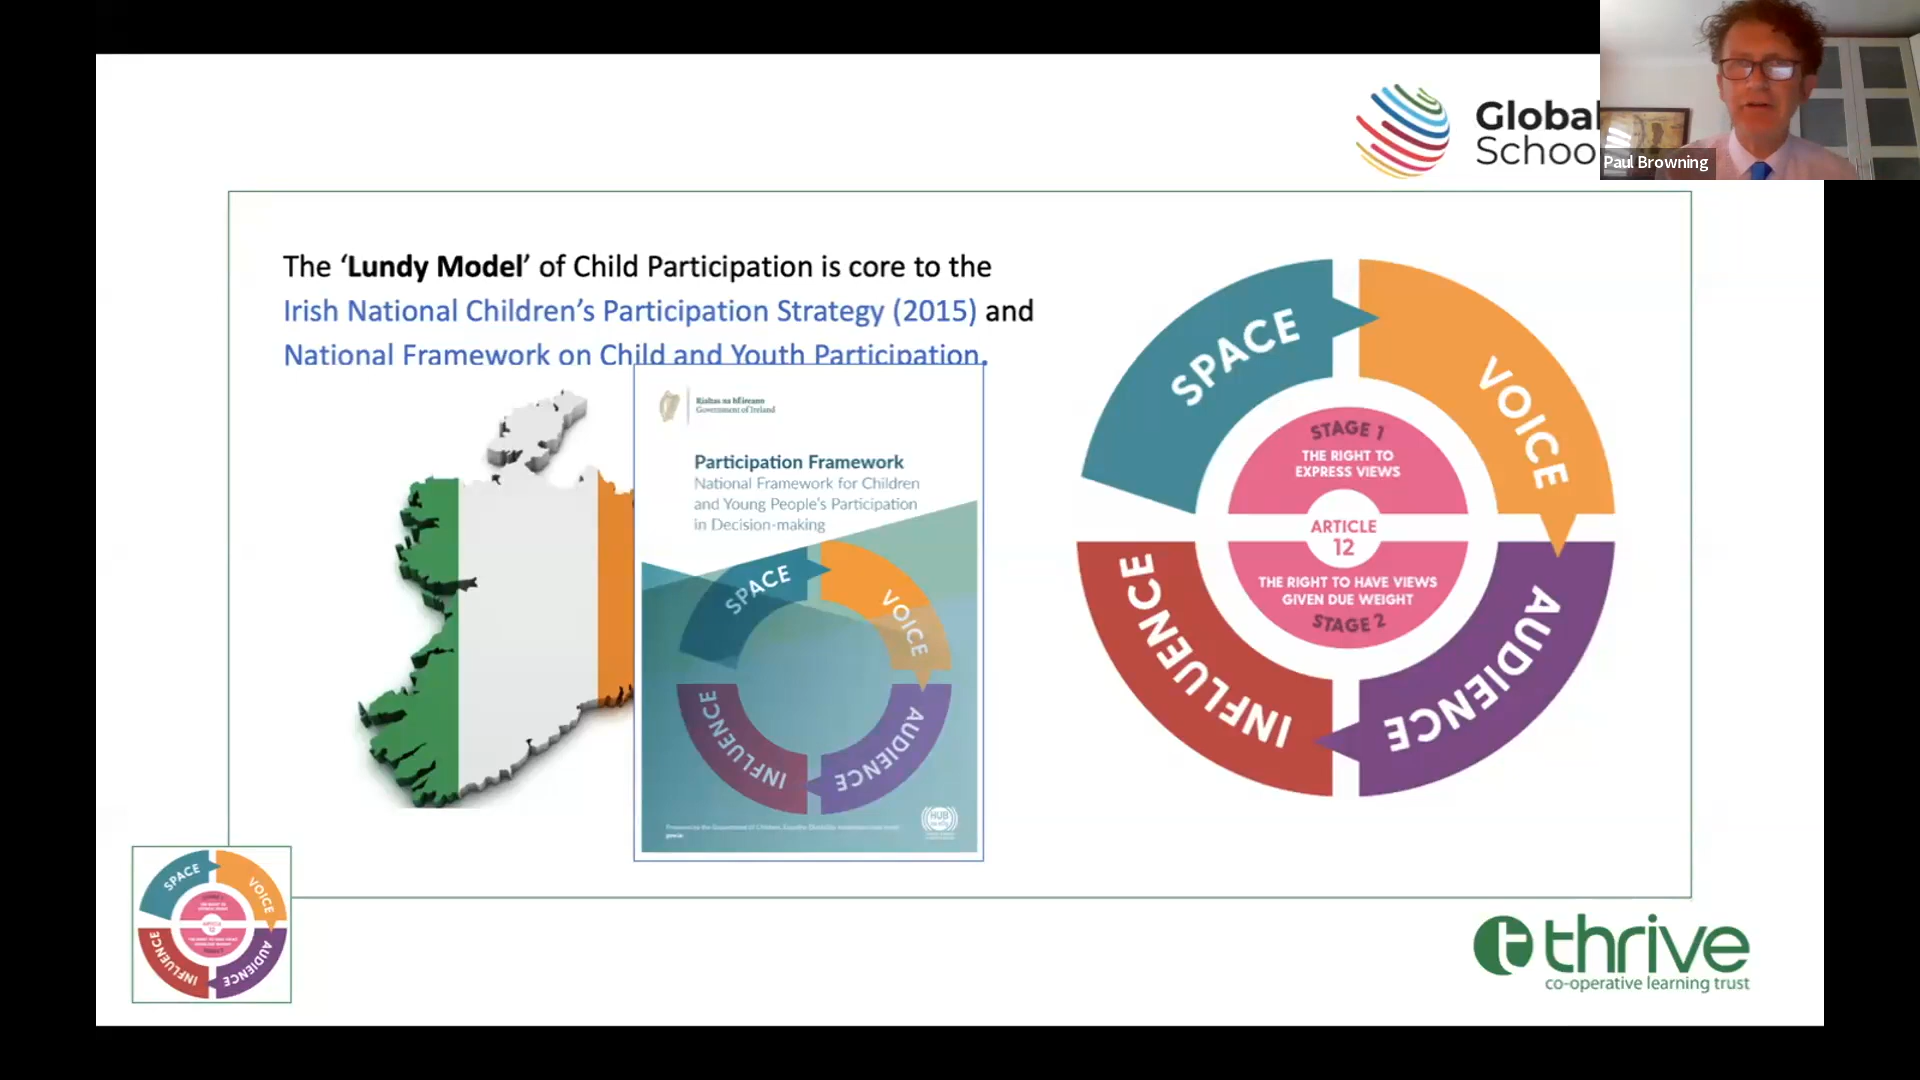 Global
Schoo
Paul Browning
The ‘Lundy Model’ of Child Participation is core to the
Irish National Children’s Participation Strategy (2015) and
National Framework on Child and Youth Participation.
Rialtas na hÉireann
Government of Ireland
Participation Framework
National Framework for Children
and Young People’s Participation
in Decision-making
SPACE
VOICE
AUDIENCE
INFLUENCE
HUB
SPACE
VOICE
AUDIENCE
INFLUENCE
STAGE 1
THE RIGHT TO
EXPRESS VIEWS
ARTICLE
12
THE RIGHT TO HAVE VIEWS
GIVEN DUE WEIGHT
STAGE 2
SPACE
VOICE
AUDIENCE
INFLUENCE
ARTICLE
12
thrive
co-operative learning trust